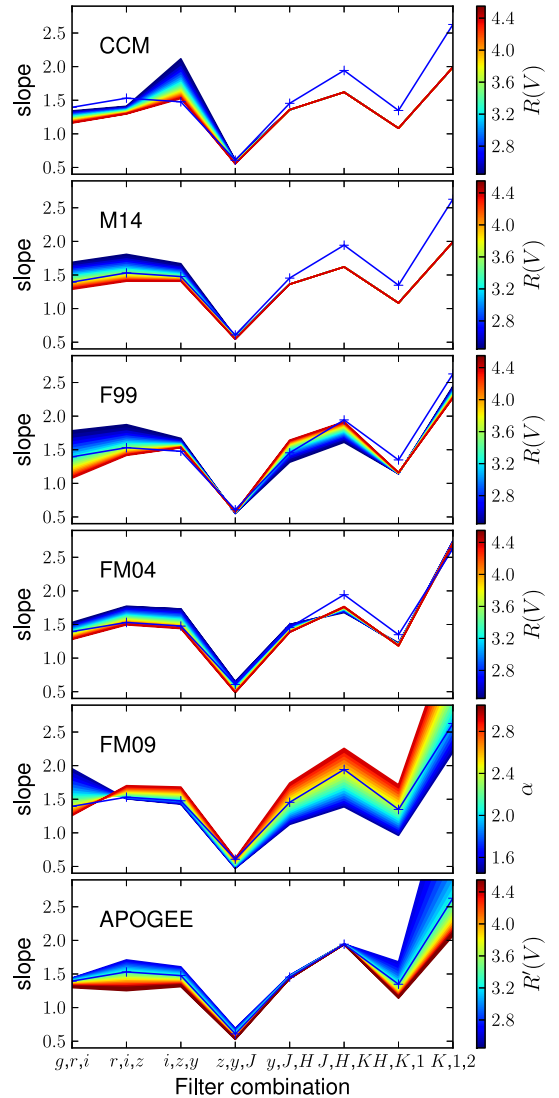 CCM
slope
2.5
2.0
1.5
1.0
0.5
4.4
4.0
3.6
3.2
2.8
R(V)
M14
slope
2.5
2.0
1.5
1.0
0.5
4.4
4.0
3.6
3.2
2.8
R(V)
F99
slope
2.5
2.0
1.5
1.0
0.5
4.4
4.0
3.6
3.2
2.8
R(V)
FM04
slope
2.5
2.0
1.5
1.0
0.5
4.4
4.0
3.6
3.2
2.8
R(V)
FM09
slope
2.5
2.0
1.5
1.0
0.5
2.8
2.4
2.0
1.6
α
APOGEE
slope
2.5
2.0
1.5
1.0
0.5
4.4
4.0
3.6
3.2
2.8
R′(V)
g,r,i r,i,z i,z,y z,y,J y,J,H J,H,K H,K,1 K,1,2
Filter combination